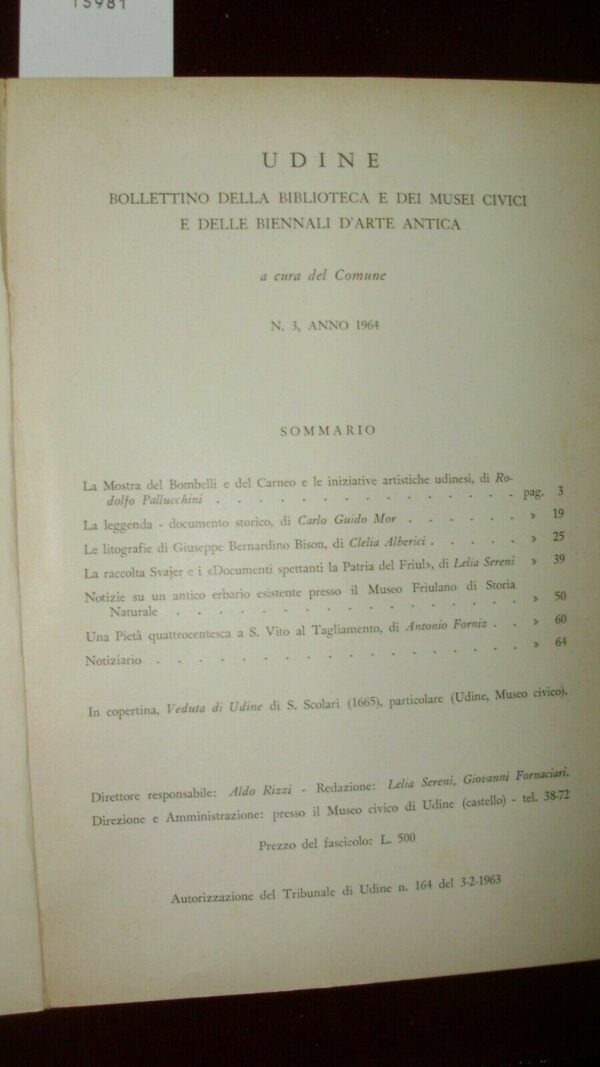 15981
UDINE
BOLLETTINO DELLA BIBLIOTECA E DEI MUSEI CIVICI
E DELLE BIENNALI D'ARTE ANTICA
a cura del Comune
N. 3, ANNO 1964
SOMMARIO
La Mostra del Bombelli e del Carneo e le iniziative artistiche udinesi, di Ro-
dolfo Pallucchini . . . . . . . . . . . . . . pag. 3
La leggenda - documento storico, di Carlo Guido Mor . . . . . » 19
Le litografie di Giuseppe Bernardino Bison, di Clelia Alberici . . . . » 25
La raccolta Svajer e i «Documenti spettanti la Patria del Friul», di Lelia Sereni » 39
Notizie su un antico erbario esistente presso il Museo Friulano di Storia
Naturale . . . . . . . . . . . . . . » 50
Una Pietà quattrocentesca a S. Vito al Tagliamento, di Antonio Forniz . . » 60
Notiziario . . . . . . . . . . . . . . » 64
In copertina, Veduta di Udine di S. Scolari (1665), particolare (Udine, Museo civico).
Direttore responsabile: Aldo Rizzi - Redazione: Lelia Sereni, Giovanni Fornaciari.
Direzione e Amministrazione: presso il Museo civico di Udine (castello) - tel. 38-72
Prezzo del fascicolo: L. 500
Autorizzazione del Tribunale di Udine n. 164 del 3-2-1963